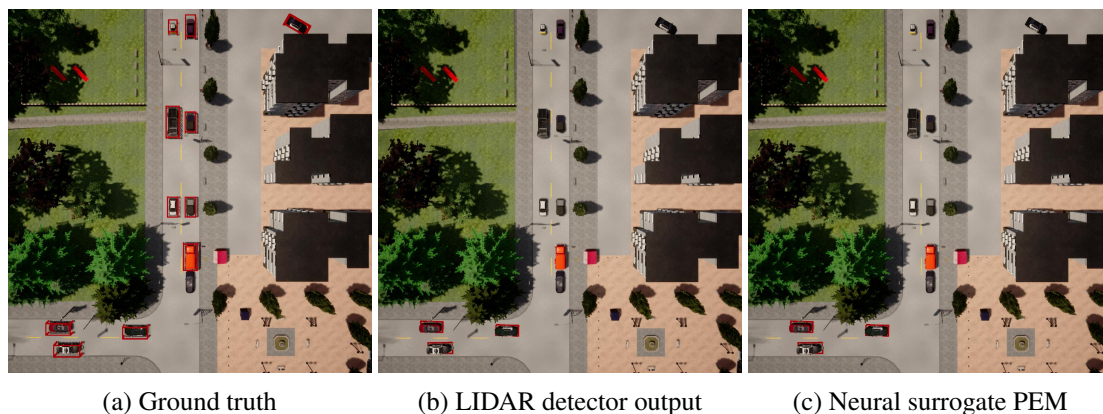 (a) Ground truth
(b) LIDAR detector output
(c) Neural surrogate PEM